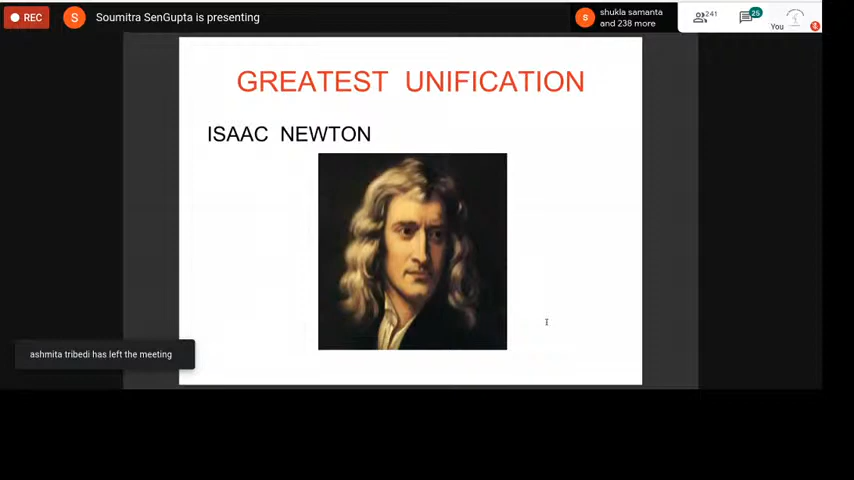 REC
S
Soumitra SenGupta is presenting
S
shukla samanta
and 238 more
241
25
You
GREATEST UNIFICATION
ISAAC NEWTON
ashmita tribedi has left the meeting